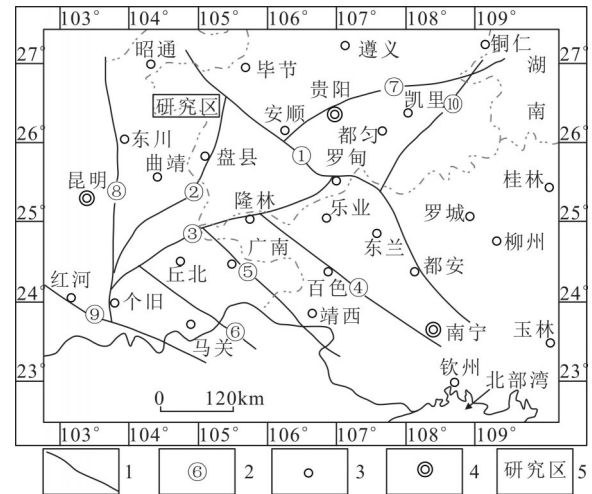 103° 104° 105° 106° 107° 108° 109°
27° 27°
26° 26°
25° 25°
24° 24°
23° 23°
昭通
遵义
铜仁
毕节
湖南
研究区
贵阳
⑦
凯里
⑩
安顺
东川
都匀
曲靖
盘县
①
罗甸
昆明
⑧
②
桂林
隆林
乐业
罗城
③
广南
东兰
柳州
丘北
⑤
百色
④
都安
红河
⑨
个旧
靖西
⑥
马关
南宁
玉林
钦州
北部湾
0 120km
103° 104° 105° 106° 107° 108° 109°
1 ⑥ 2 3 4 研究区 5